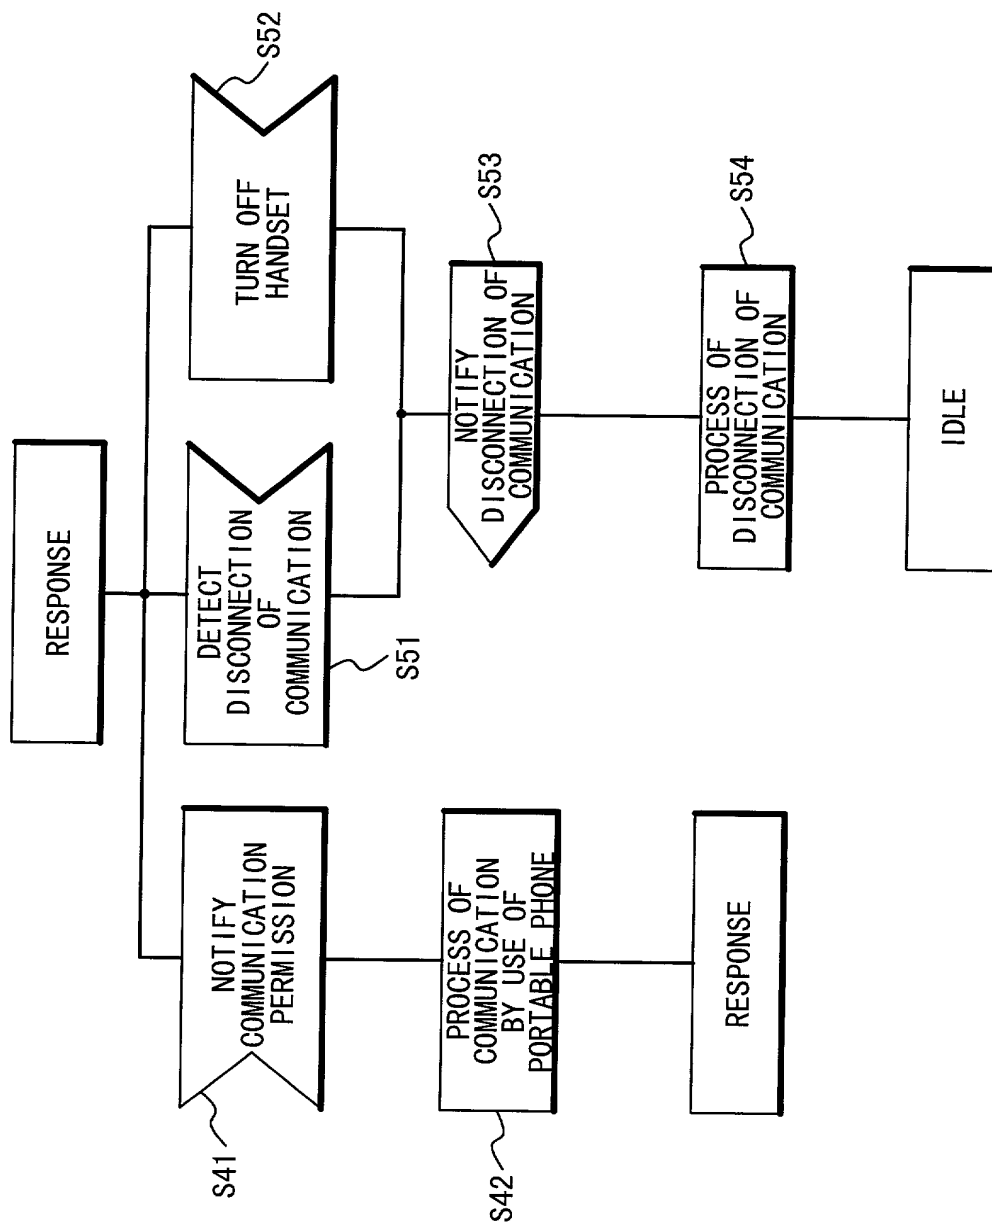 RESPONSE
S41
NOTIFY
COMMUNICATION
PERMISSION
S42
PROCESS OF
COMMUNICATION
BY USE OF
PORTABLE PHONE
RESPONSE
DETECT
DISCONNECTION
OF
COMMUNICATION
S51
TURN OFF
HANDSET
S52
NOTIFY
DISCONNECTION OF
COMMUNICATION
S53
PROCESS OF
DISCONNECTION OF
COMMUNICATION
S54
IDLE